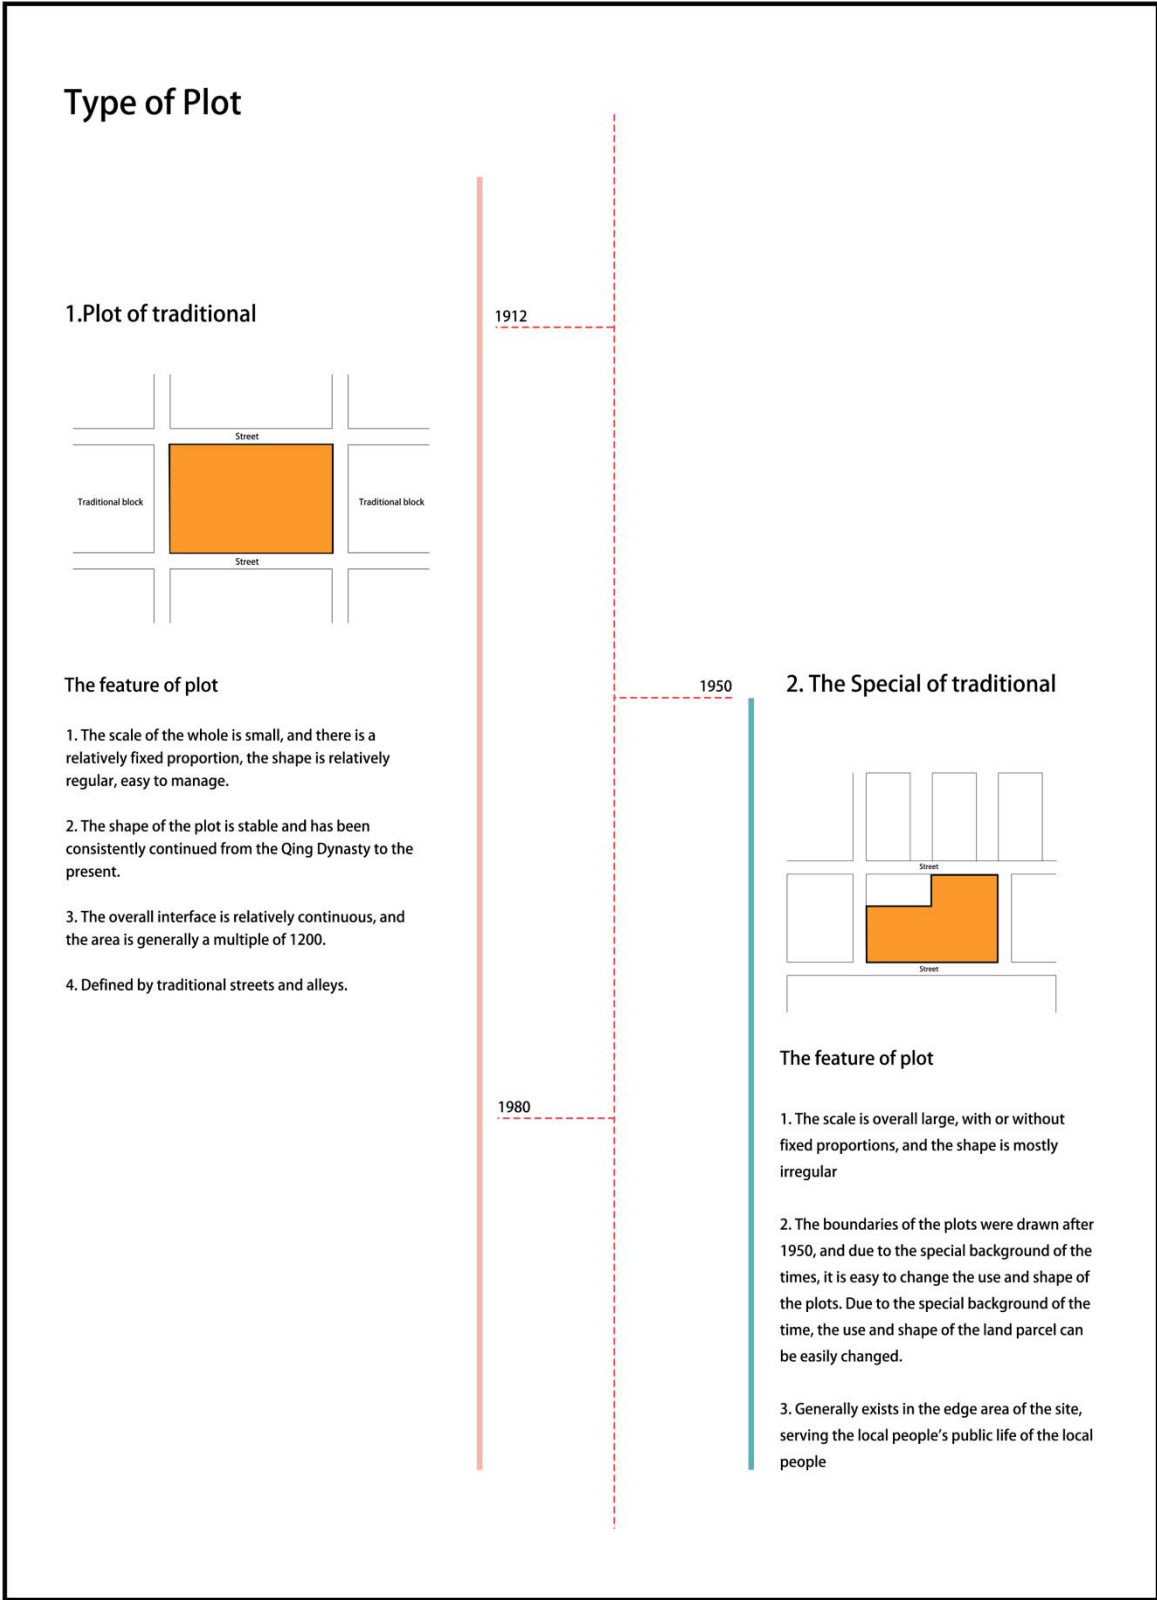 Type of Plot
1.Plot of traditional
1912
Street
Traditional block
Traditional block
Street
The feature of plot
1. The scale of the whole is small, and there is a
relatively fixed proportion, the shape is relatively
regular, easy to manage.
2. The shape of the plot is stable and has been
consistently continued from the Qing Dynasty to the
present.
3. The overall interface is relatively continuous, and
the area is generally a multiple of 1200.
4. Defined by traditional streets and alleys.
1950
2. The Special of traditional
Street
Street
The feature of plot
1980
1. The scale is overall large, with or without
fixed proportions, and the shape is mostly
irregular
2. The boundaries of the plots were drawn after
1950, and due to the special background of the
times, it is easy to change the use and shape of
the plots. Due to the special background of the
time, the use and shape of the land parcel can
be easily changed.
3. Generally exists in the edge area of the site,
serving the local people's public life of the local
people